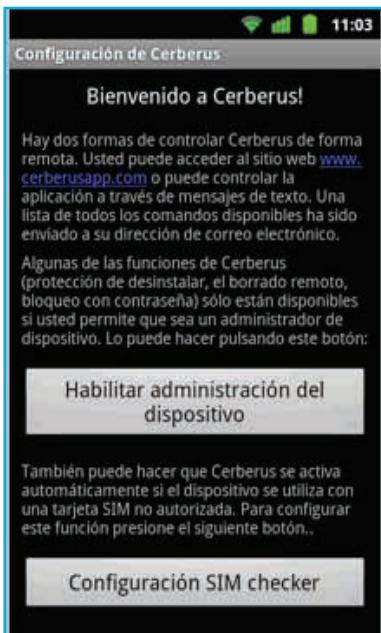 11:03
Configuración de Cerberus
Bienvenido a Cerberus!
Hay dos formas de controlar Cerberus de forma
remota. Usted puede acceder al sitio web www.
cerberusapp.com o puede controlar la
aplicación a través de mensajes de texto. Una
lista de todos los comandos disponibles ha sido
enviado a su dirección de correo electrónico.
Algunas de las funciones de Cerberus
(protección de desinstalar, el borrado remoto,
bloqueo con contraseña) sólo están disponibles
si usted permite que sea un administrador de
dispositivo. Lo puede hacer pulsando este botón:
Habilitar administración del
dispositivo
También puede hacer que Cerberus se activa
automáticamente si el dispositivo se utiliza con
una tarjeta SIM no autorizada. Para configurar
este función presione el siguiente botón..
Configuración SIM checker